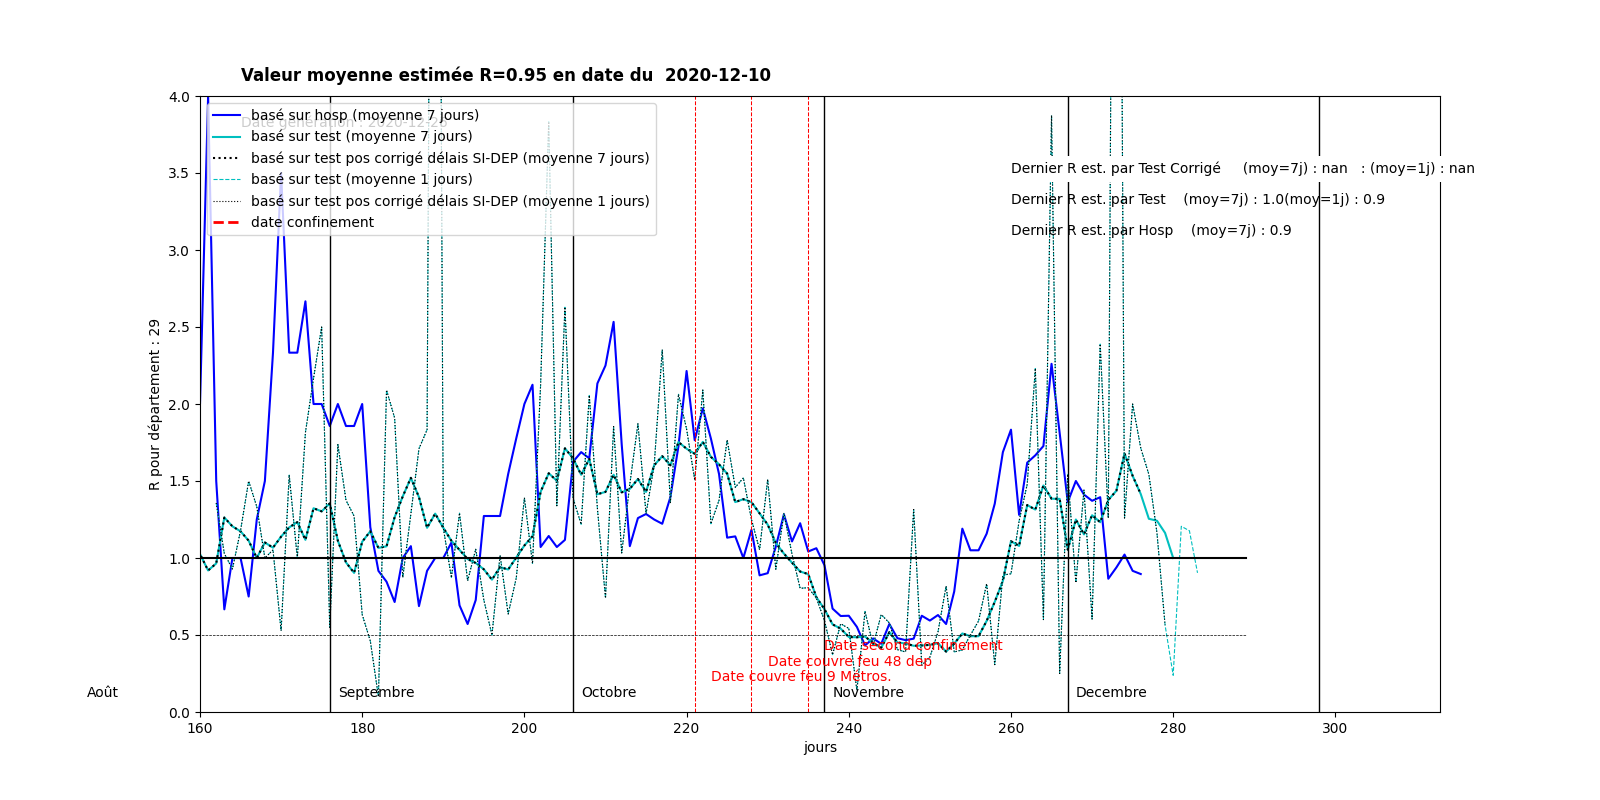 Valeur moyenne estimée R=0.95 en date du  2020-12-10
4.0
3.5
3.0
2.5
2.0
1.5
1.0
0.5
0.0
R pour département : 29
basé sur hosp (moyenne 7 jours)
basé sur test (moyenne 7 jours)
basé sur test pos corrigé délais SI-DEP (moyenne 7 jours)
basé sur test (moyenne 1 jours)
basé sur test pos corrigé délais SI-DEP (moyenne 1 jours)
date confinement
Dernier R est. par Test Corrigé     (moy=7j) : nan   : (moy=1j) : nan
Dernier R est. par Test    (moy=7j) : 1.0(moy=1j) : 0.9
Dernier R est. par Hosp    (moy=7j) : 0.9
Date second confinement
Date couvre feu 48 dep
Date couvre feu 9 Metros.
Août Septembre Octobre Novembre Decembre
160 180 200 220 240 260 280 300
jours